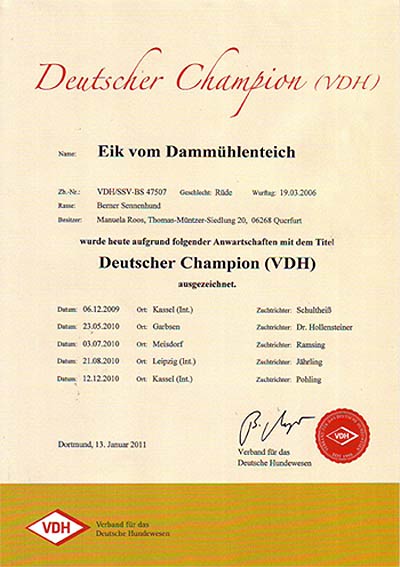 Deutscher Champion (VDH)
Name: Eik vom Dammühlenteich
Zb.-Nr.: VDH/SSV-BS 47507 Geschlecht: Rüde Wurftag: 19.03.2006
Rasse: Berner Sennenhund
Besitzer: Manuela Roos, Thomas-Müntzer-Siedlung 20, 06268 Querfurt
wurde heute aufgrund folgender Anwartschaften mit dem Titel
Deutscher Champion (VDH)
ausgezeichnet.
Datum: 06.12.2009 Ort: Kassel (Int.) Zuchtrichter: Schultheiß
Datum: 23.05.2010 Ort: Garbsen Zuchtrichter: Dr. Hollensteiner
Datum: 03.07.2010 Ort: Meisdorf Zuchtrichter: Ramsing
Datum: 21.08.2010 Ort: Leipzig (Int.) Zuchtrichter: Jährling
Datum: 12.12.2010 Ort: Kassel (Int.) Zuchtrichter: Pohling
VDH
Dortmund, 13. Januar 2011
Verband für das
Deutsche Hundewesen
VDH
Verband für das
Deutsche Hundewesen